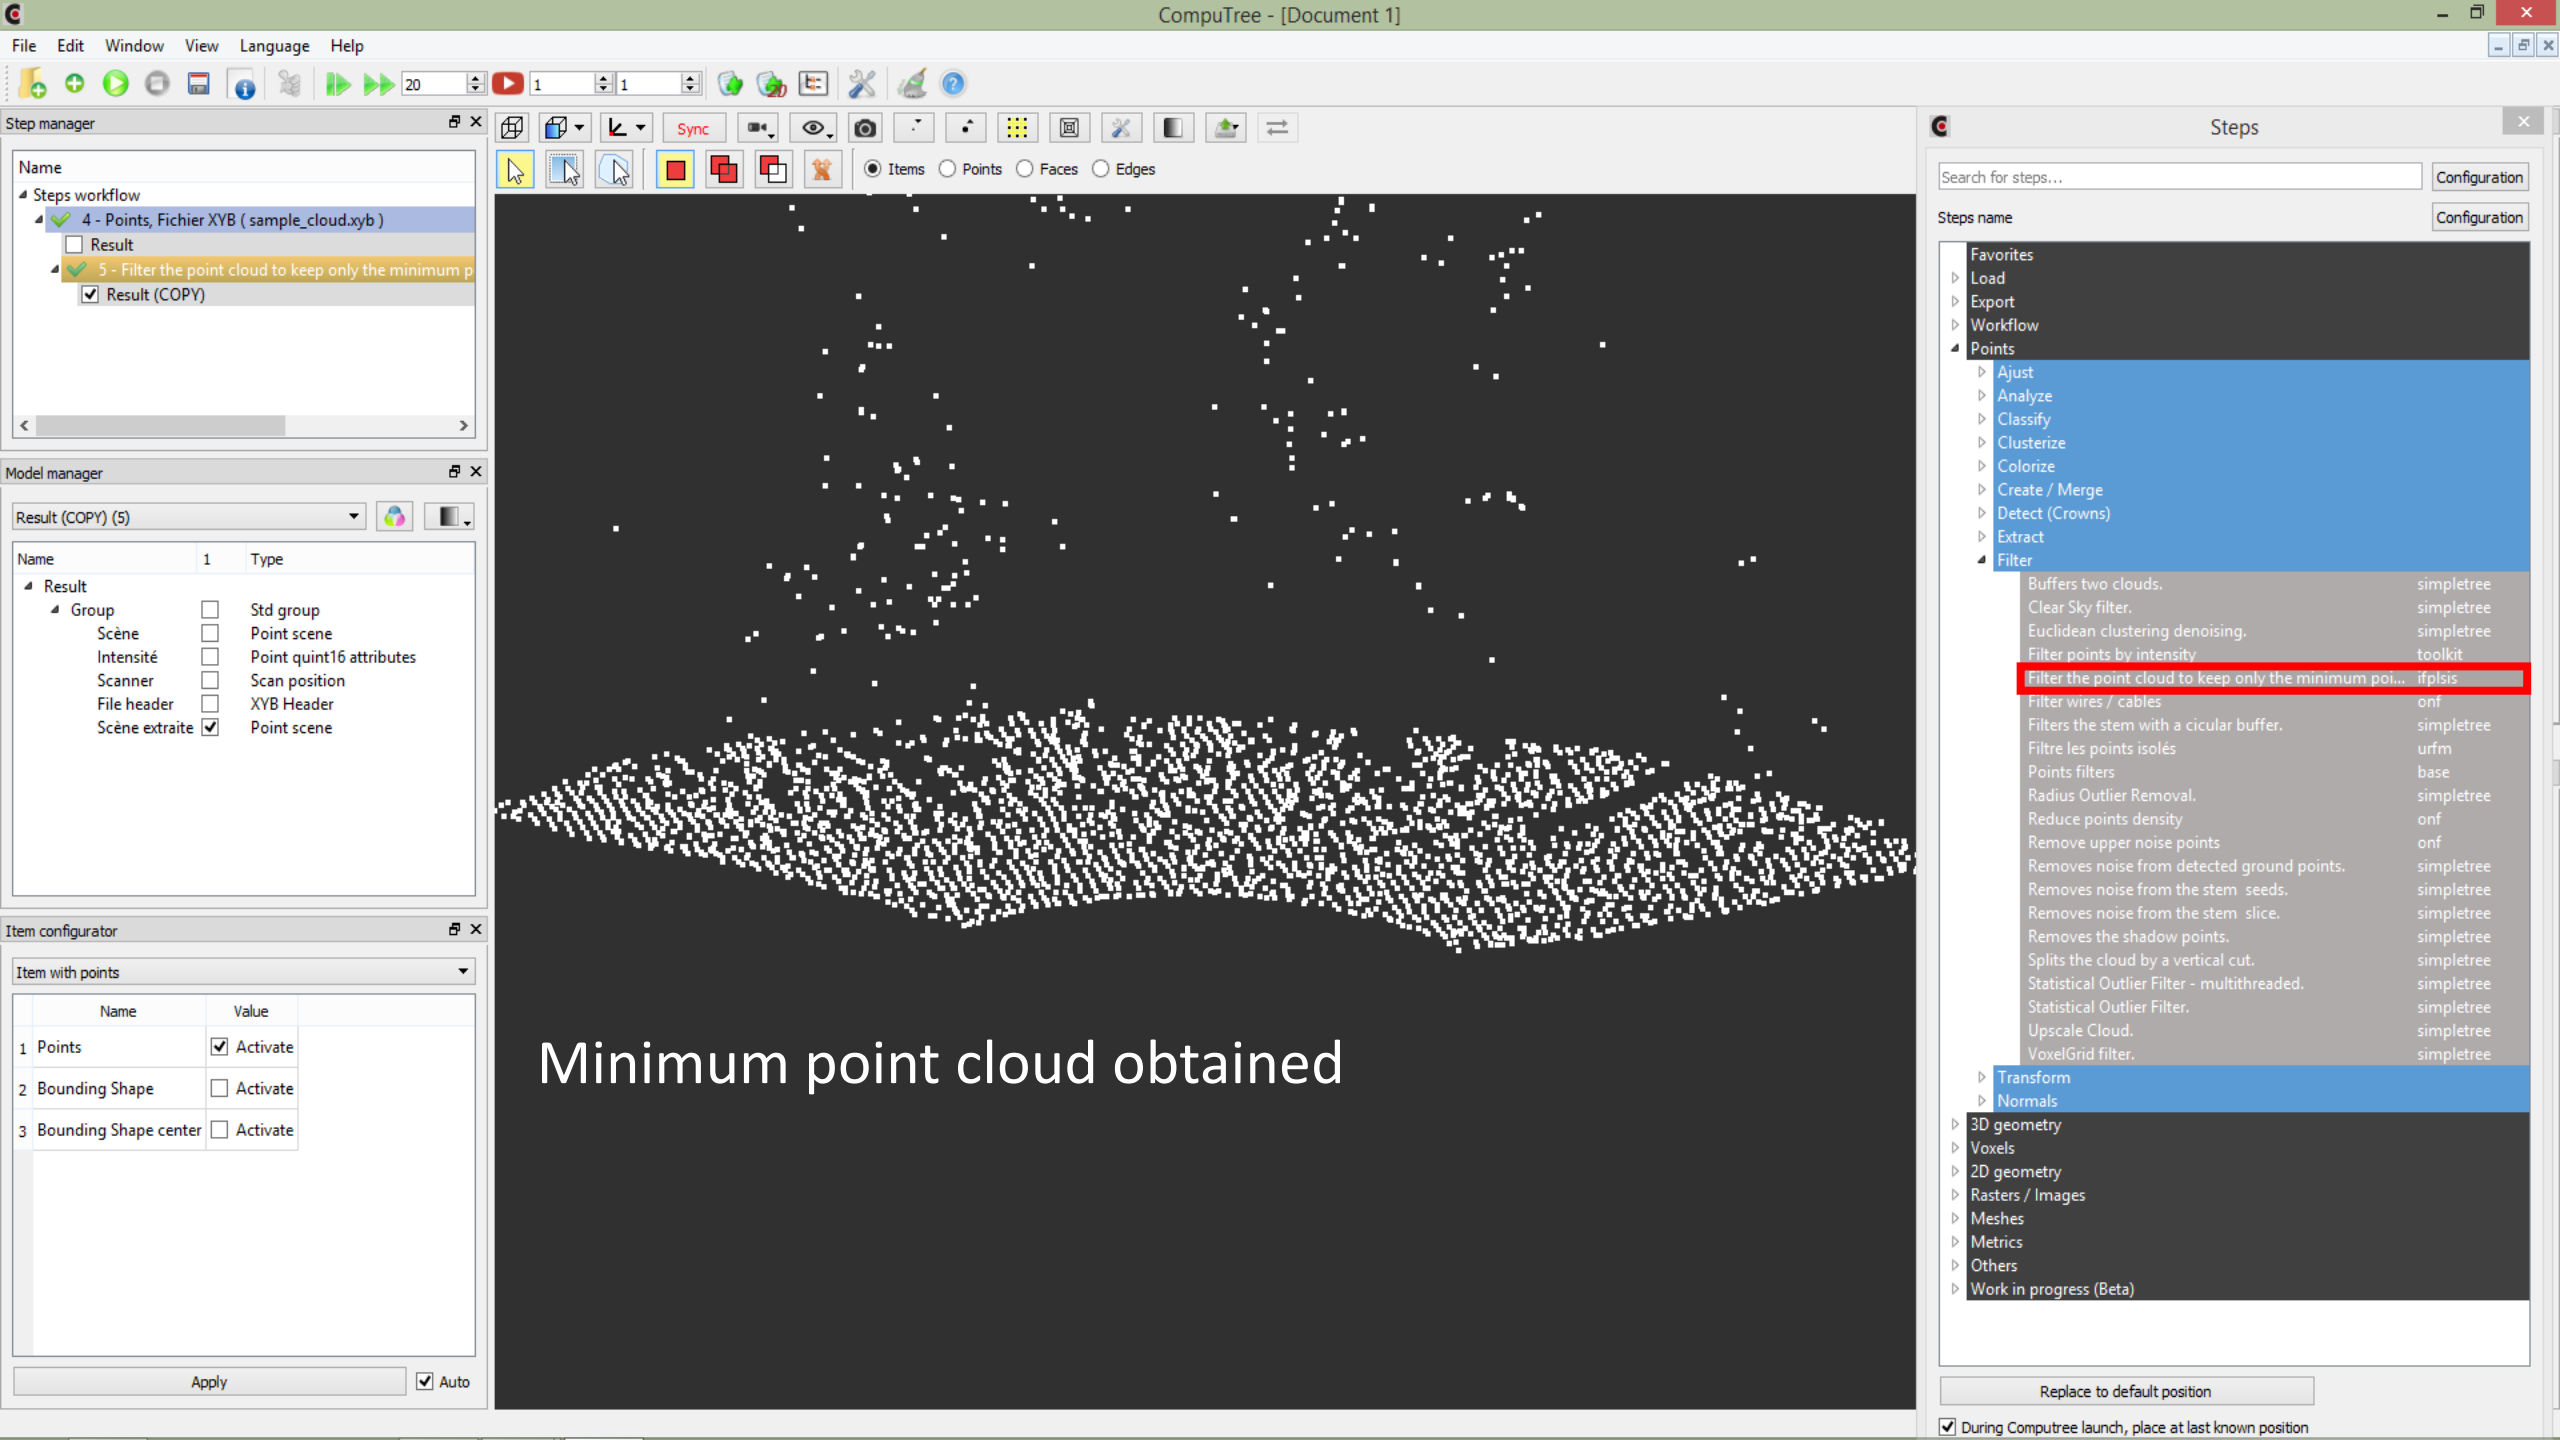 CompuTree - [Document 1]
File Edit Window View Language Help
20 1 1 20
Step manager
Name
Steps workflow
4 - Points, Fichier XYB ( sample_cloud.xyb )
Result
5 - Filter the point cloud to keep only the minimum p
Result (COPY)
Model manager
Result (COPY) (5)
Name 1 Type
Result
Group Std group
Scène Point scene
Intensité Point quint16 attributes
Scanner Scan position
File header XYB Header
Scène extraite Point scene
Item configurator
Item with points
Name Value
1 Points Activate
2 Bounding Shape Activate
3 Bounding Shape center Activate
Apply Auto
Sync
Items Points Faces Edges
Minimum point cloud obtained
Steps
Search for steps... Configuration
Steps name Configuration
Favorites
Load
Export
Workflow
Points
Ajust
Analyze
Classify
Clusterize
Colorize
Create / Merge
Detect (Crowns)
Extract
Filter
Buffers two clouds. simpletree
Clear Sky filter. simpletree
Euclidean clustering denoising. simpletree
Filter points by intensity toolkit
Filter the point cloud to keep only the minimum poi... ifplsis
Filter wires / cables onf
Filters the stem with a cicular buffer. simpletree
Filtre les points isolés urfm
Points filters base
Radius Outlier Removal. simpletree
Reduce points density onf
Remove upper noise points onf
Removes noise from detected ground points. simpletree
Removes noise from the stem seeds. simpletree
Removes noise from the stem slice. simpletree
Removes the shadow points. simpletree
Splits the cloud by a vertical cut. simpletree
Statistical Outlier Filter - multithreaded. simpletree
Statistical Outlier Filter. simpletree
Upscale Cloud. simpletree
VoxelGrid filter. simpletree
Transform
Normals
3D geometry
Voxels
2D geometry
Rasters / Images
Meshes
Metrics
Others
Work in progress (Beta)
Replace to default position
During Computree launch, place at last known position